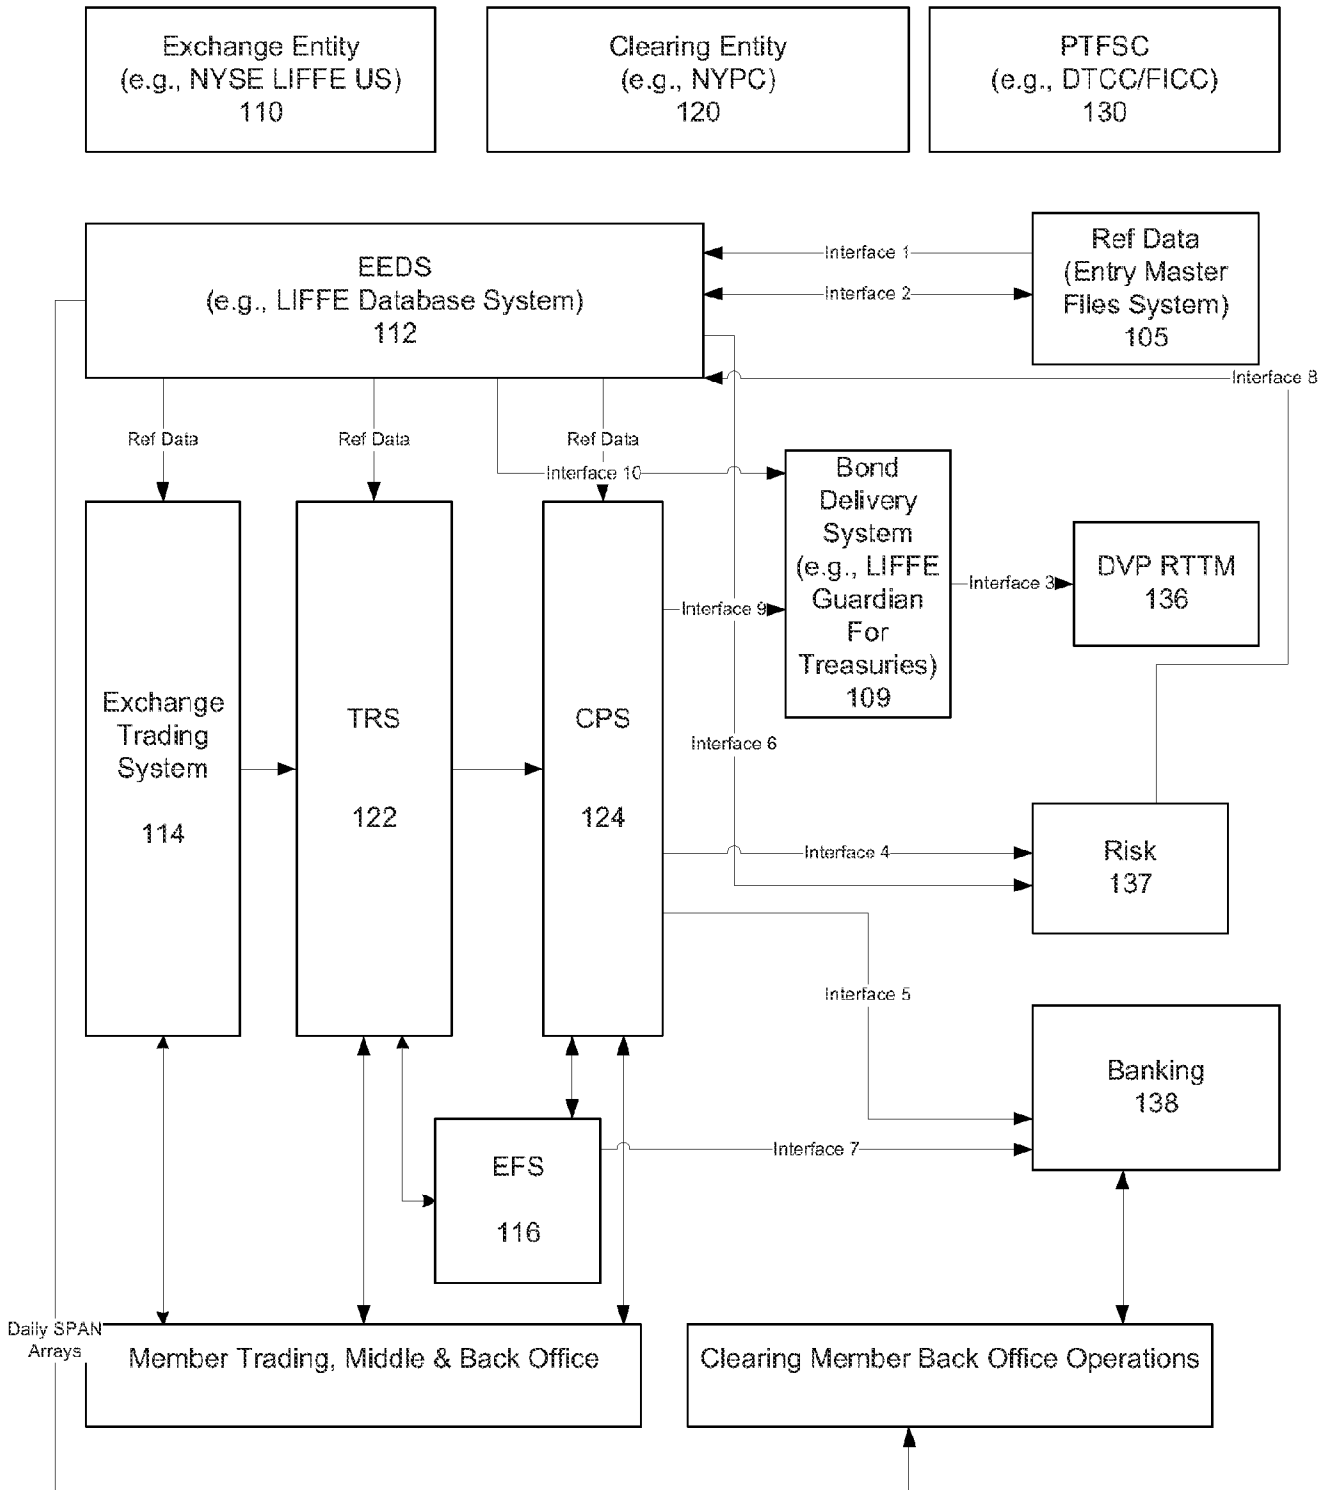 Exchange Entity
(e.g., NYSE LIFFE US)
110
Clearing Entity
(e.g., NYPC)
120
PTFSC
(e.g., DTCC/FICC)
130
EEDS
(e.g., LIFFE Database System)
112
Interface 1
Interface 2
Ref Data
(Entry Master
Files System)
105
Interface 8
Ref Data
Ref Data
Ref Data
Interface 10
Bond
Delivery
System
(e.g., LIFFE
Guardian
For
Treasuries)
109
Interface 3
DVP RTTM
136
Interface 9
Exchange
Trading
System
114
TRS
122
CPS
124
Interface 6
Interface 4
Risk
137
Interface 5
Banking
138
EFS
116
Interface 7
Daily SPAN
Arrays
Member Trading, Middle & Back Office
Clearing Member Back Office Operations